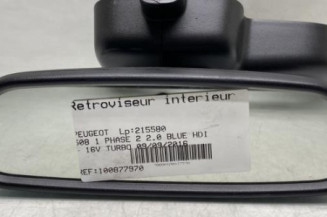 Retroviseur interieur
PEUGEOT Lp:215580
508 1 PHASE 2 2.0 BLUE HDI
- 16V TURBO 09/09/2016
REF:100877970